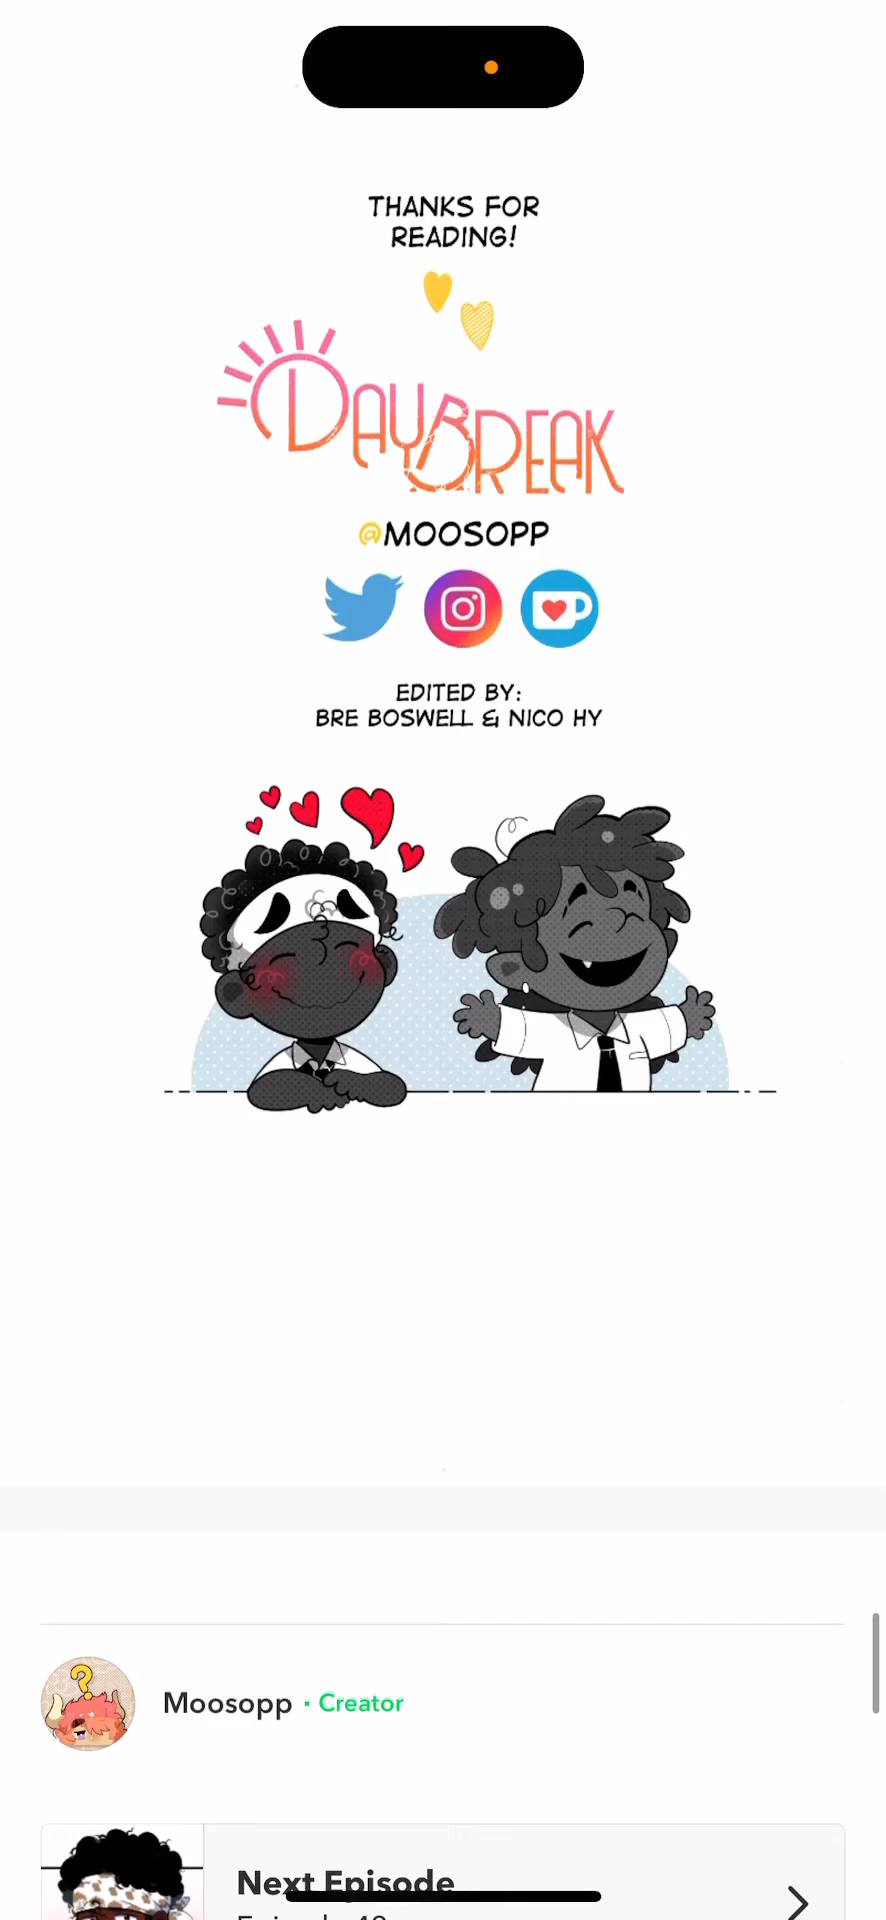 THANKS FOR
READING!
DAYBREAK
@MOOSOPP
EDITED BY:
BRE BOSWELL & NICO HY
?
Moosopp · Creator
Next Episode